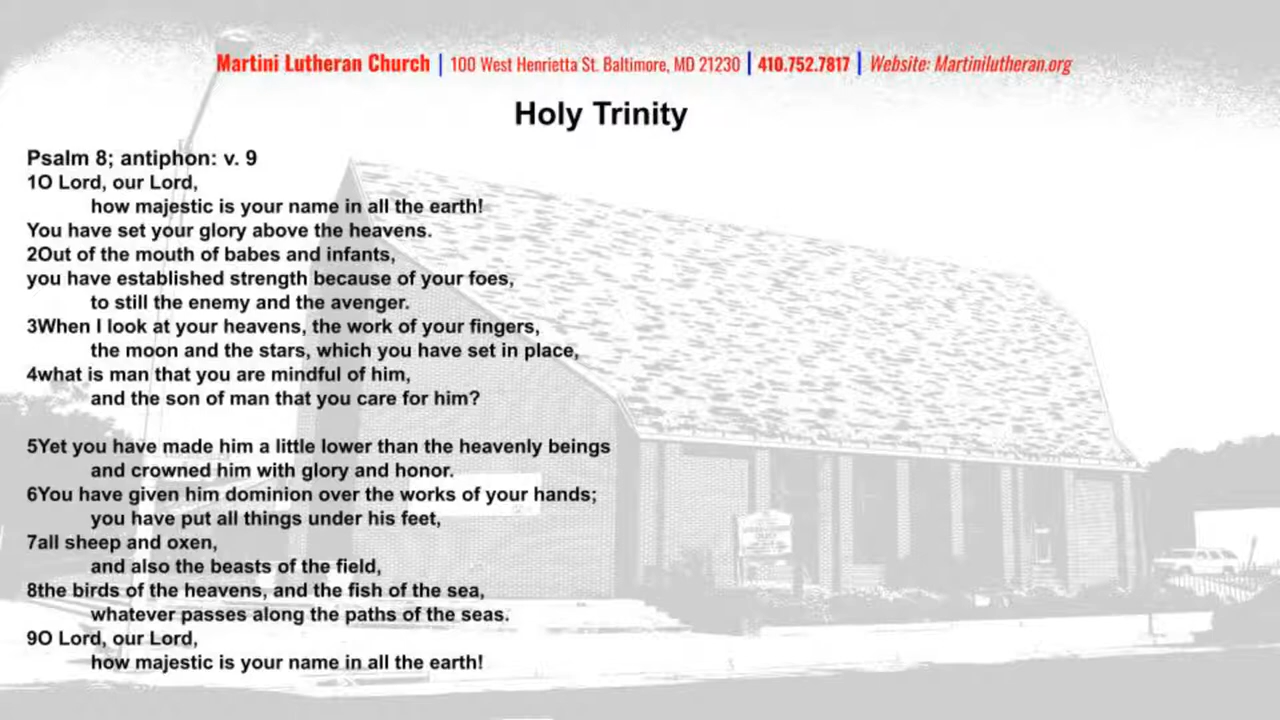 Martini Lutheran Church | 100 West Henrietta St. Baltimore, MD 21230 | 410.752.7817 | Website: Martinilutheran.org
Holy Trinity
Psalm 8; antiphon: v. 9
1O Lord, our Lord,
how majestic is your name in all the earth!
You have set your glory above the heavens.
2Out of the mouth of babes and infants,
you have established strength because of your foes,
to still the enemy and the avenger.
3When I look at your heavens, the work of your fingers,
the moon and the stars, which you have set in place,
4what is man that you are mindful of him,
and the son of man that you care for him?
5Yet you have made him a little lower than the heavenly beings
and crowned him with glory and honor.
6You have given him dominion over the works of your hands;
you have put all things under his feet,
7all sheep and oxen,
and also the beasts of the field,
8the birds of the heavens, and the fish of the sea,
whatever passes along the paths of the seas.
9O Lord, our Lord,
how majestic is your name in all the earth!